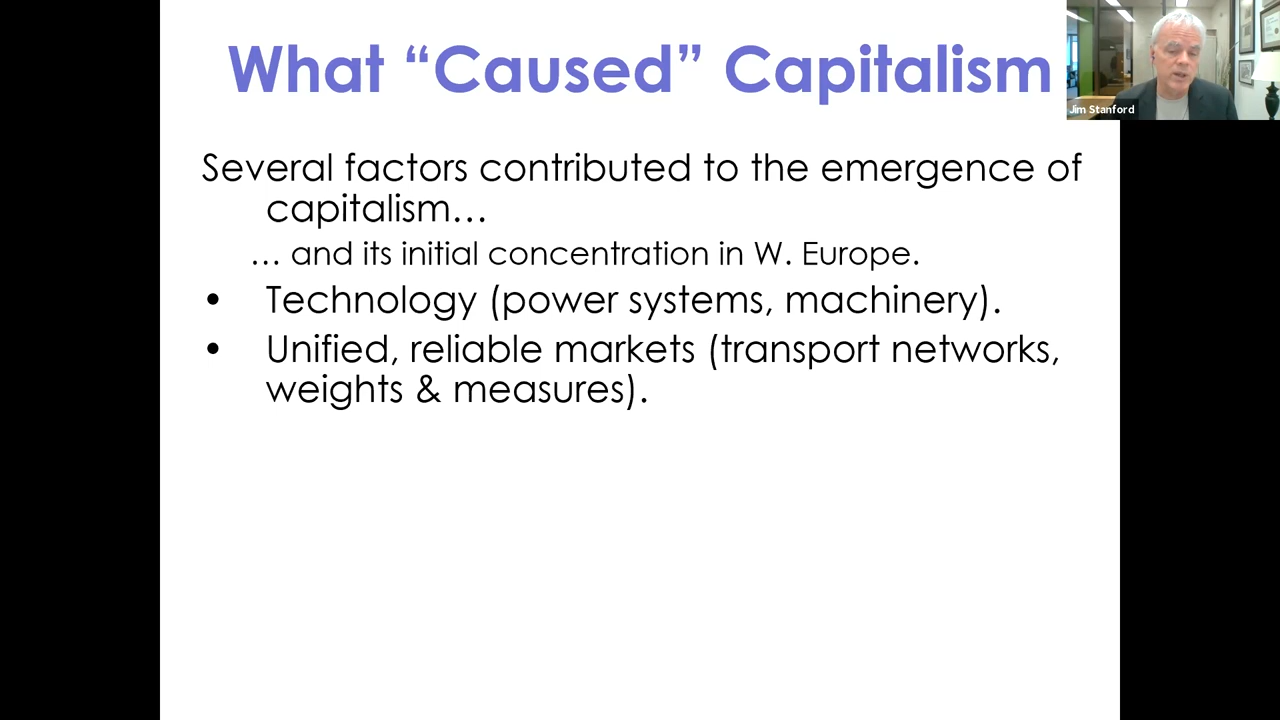 What “Caused” Capitalism
Jim Stanford
Several factors contributed to the emergence of
capitalism…
… and its initial concentration in W. Europe.
• Technology (power systems, machinery).
• Unified, reliable markets (transport networks,
weights & measures).